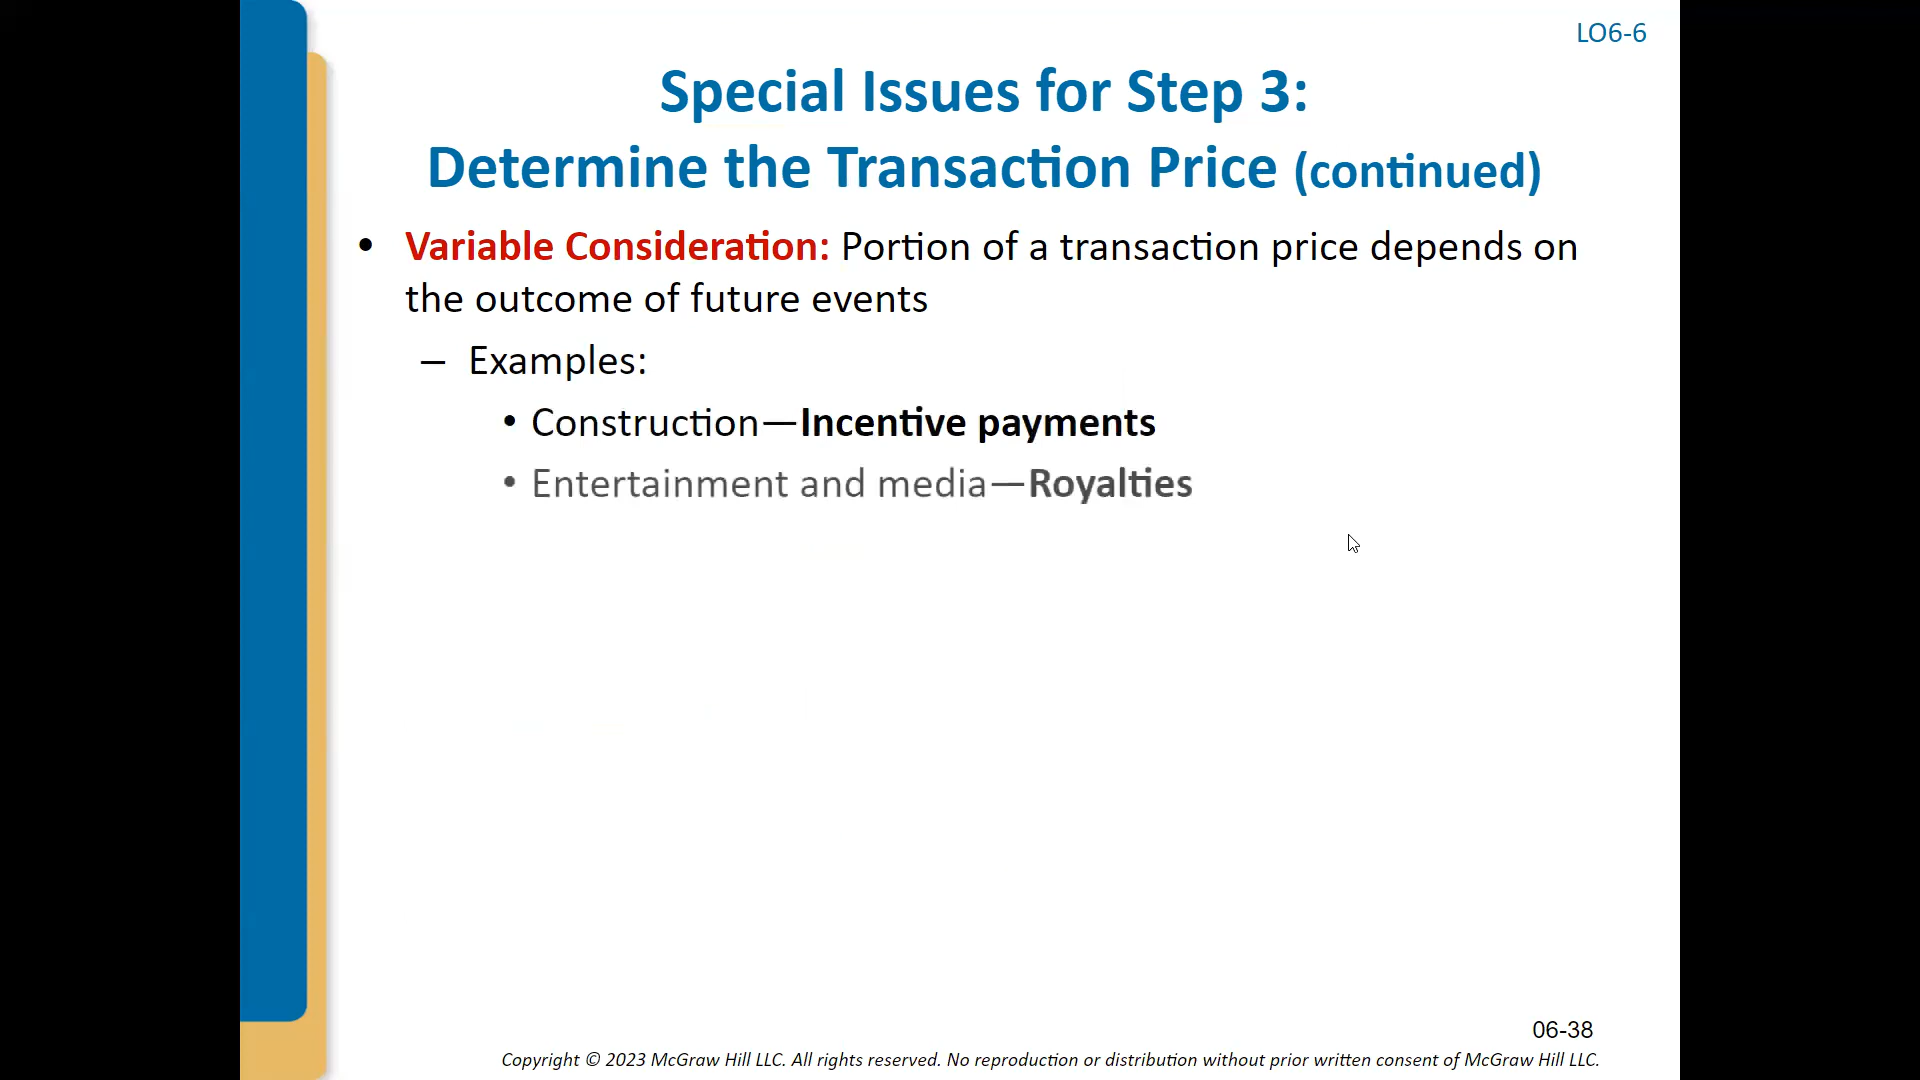 LO6-6
Special Issues for Step 3:
Determine the Transaction Price (continued)
• Variable Consideration: Portion of a transaction price depends on
the outcome of future events
– Examples:
• Construction—Incentive payments
• Entertainment and media—Royalties
06-38
Copyright © 2023 McGraw Hill LLC. All rights reserved. No reproduction or distribution without prior written consent of McGraw Hill LLC.